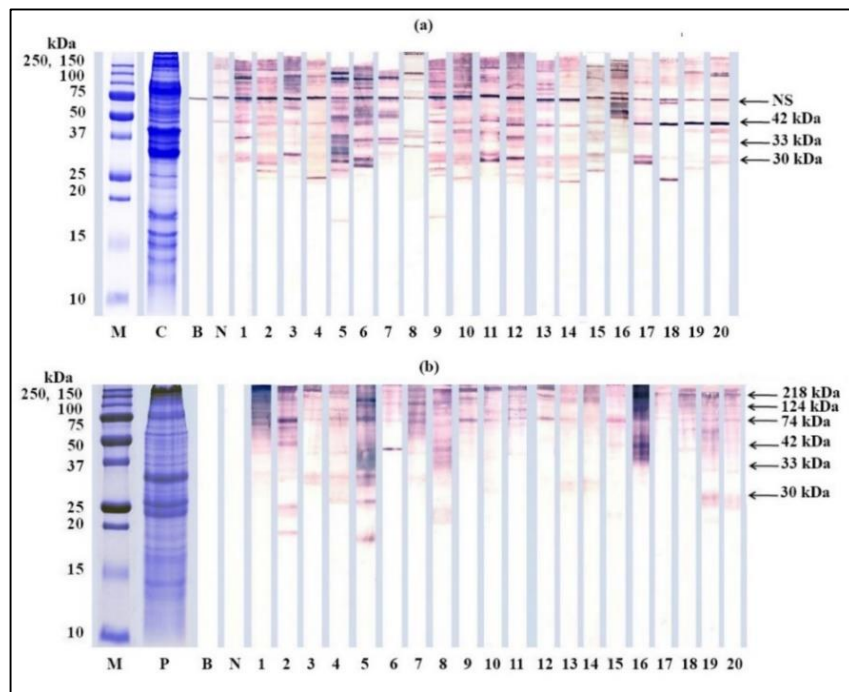 (a)
kDa
250, 150
100
75
50
37
25
20
15
10
NS
42 kDa
33 kDa
30 kDa
M C B N 1 2 3 4 5 6 7 8 9 10 11 12 13 14 15 16 17 18 19 20
(b)
kDa
250, 150
100
75
50
37
25
20
15
10
218 kDa
124 kDa
74 kDa
42 kDa
33 kDa
30 kDa
M P B N 1 2 3 4 5 6 7 8 9 10 11 12 13 14 15 16 17 18 19 20